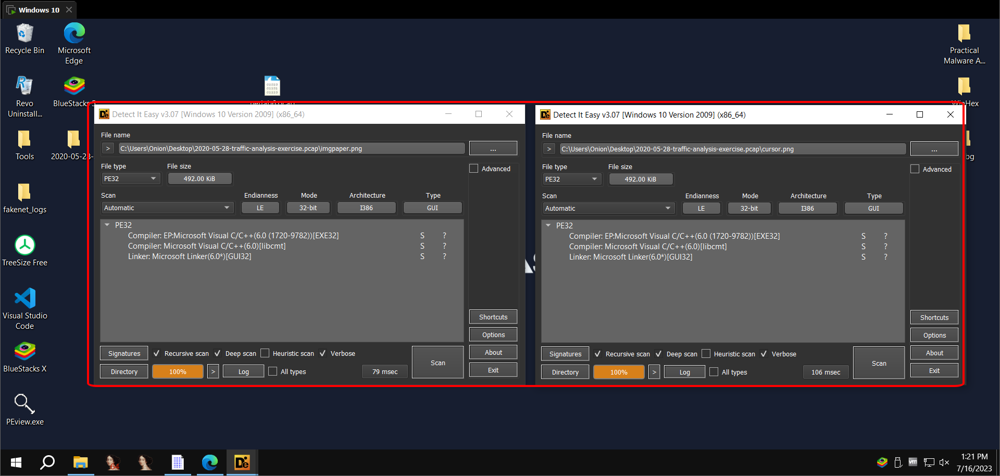 Windows 10
Recycle Bin
Microsoft
Edge
Revo
Uninstall...
BlueStacks 5
Tools
2020-05-28-
fakenet_logs
TreeSize Free
Visual Studio
Code
BlueStacks X
PEview.exe
01010
01101
01110
Practical
Malware A...
WinHex
bg
Detect It Easy v3.07 [Windows 10 Version 2009] (x86_64)
File name
>
C:\Users\Onion\Desktop\2020-05-28-traffic-analysis-exercise.pcap\imgpaper.png
...
File type
File size
PE32
492.00 KiB
Advanced
Scan
Endianness
Mode
Architecture
Type
Automatic
LE
32-bit
I386
GUI
PE32
Compiler: EP:Microsoft Visual C/C++(6.0 (1720-9782))[EXE32] S ?
Compiler: Microsoft Visual C/C++(6.0)[libcmt] S ?
Linker: Microsoft Linker(6.0*)[GUI32] S ?
Shortcuts
Options
About
Exit
Signatures
Recursive scan
Deep scan
Heuristic scan
Verbose
Scan
Directory
100%
>
Log
All types
79 msec
Detect It Easy v3.07 [Windows 10 Version 2009] (x86_64)
File name
>
C:\Users\Onion\Desktop\2020-05-28-traffic-analysis-exercise.pcap\cursor.png
...
File type
File size
PE32
492.00 KiB
Advanced
Scan
Endianness
Mode
Architecture
Type
Automatic
LE
32-bit
I386
GUI
PE32
Compiler: EP:Microsoft Visual C/C++(6.0 (1720-9782))[EXE32] S ?
Compiler: Microsoft Visual C/C++(6.0)[libcmt] S ?
Linker: Microsoft Linker(6.0*)[GUI32] S ?
Shortcuts
Options
About
Exit
Signatures
Recursive scan
Deep scan
Heuristic scan
Verbose
Scan
Directory
100%
>
Log
All types
106 msec
64
De
vm
1:21 PM
7/16/2023